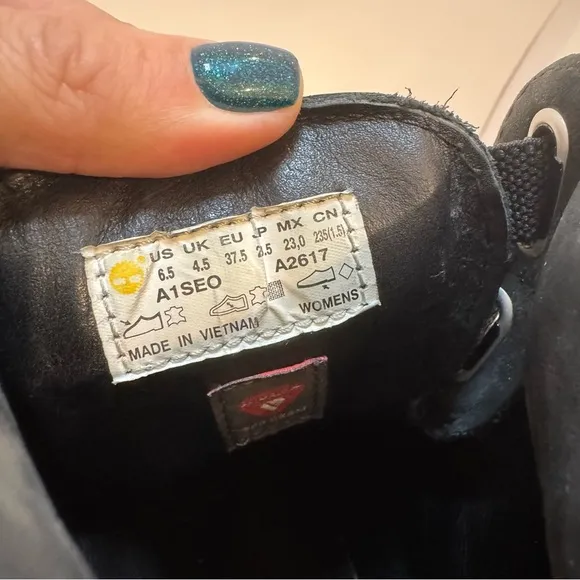 US UK EU JP MX CN
6.5 4.5 37.5 23.5 23,0 235(1.5)
A1SEO A2617
MADE IN VIETNAM WOMENS